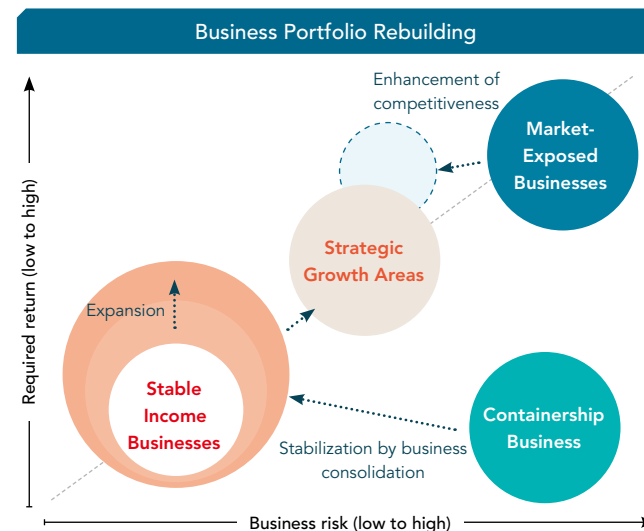 Business Portfolio Rebuilding
Enhancement of
competitiveness
Market-
Exposed
Businesses
Strategic
Growth Areas
Expansion
Stable
Income
Businesses
Containership
Business
Stabilization by business
consolidation
Required return (low to high)
Business risk (low to high)